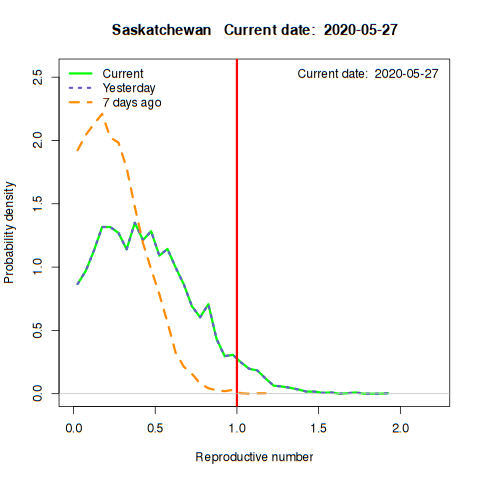 Saskatchewan Current date: 2020-05-27
Current date: 2020-05-27
Current
Yesterday
7 days ago
Probability density
2.5
2.0
1.5
1.0
0.5
0.0
0.0 0.5 1.0 1.5 2.0
Reproductive number